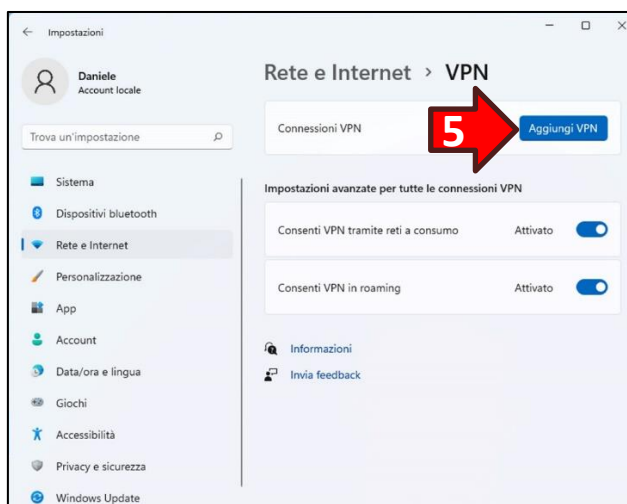 Impostazioni
Daniele
Account locale
Trova un'impostazione
Sistema
Dispositivi bluetooth
Rete e Internet
Personalizzazione
App
Account
Data/ora e lingua
Giochi
Accessibilità
Privacy e sicurezza
Windows Update
Rete e Internet > VPN
Connessioni VPN
5
Aggiungi VPN
Impostazioni avanzate per tutte le connessioni VPN
Consenti VPN tramite reti a consumo Attivato
Consenti VPN in roaming Attivato
Informazioni
Invia feedback